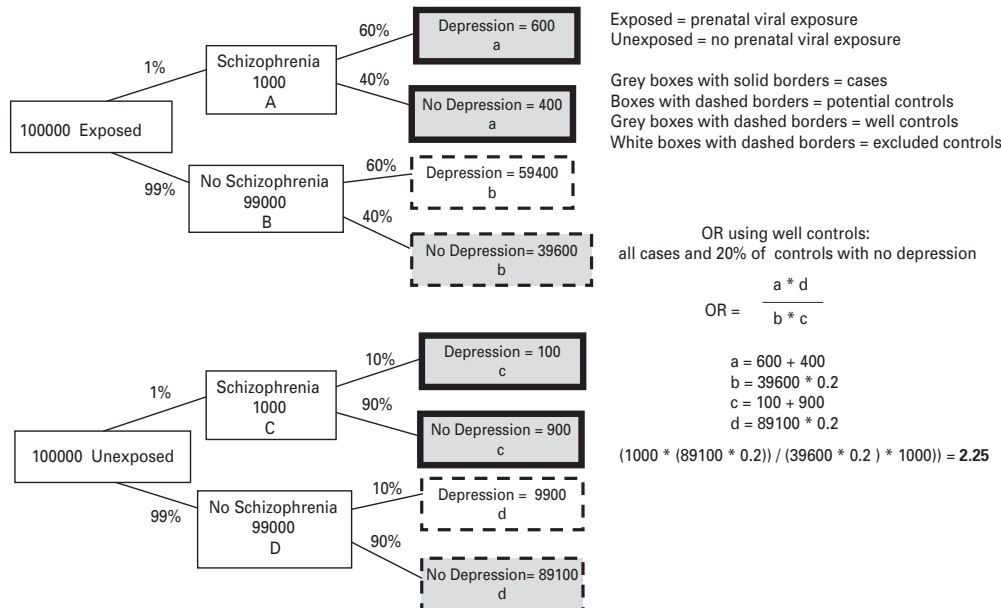 100000 Exposed
1%
99%
Schizophrenia
1000
A
60%
40%
Depression = 600
a
No Depression = 400
a
No Schizophrenia
99000
B
60%
40%
Depression = 59400
b
No Depression= 39600
b
100000 Unexposed
1%
99%
Schizophrenia
1000
C
10%
90%
Depression = 100
c
No Depression = 900
c
No Schizophrenia
99000
D
10%
90%
Depression = 9900
d
No Depression= 89100
d
Exposed = prenatal viral exposure
Unexposed = no prenatal viral exposure
Grey boxes with solid borders = cases
Boxes with dashed borders = potential controls
Grey boxes with dashed borders = well controls
White boxes with dashed borders = excluded controls
OR using well controls:
all cases and 20% of controls with no depression
OR =
a * d
b * c
a = 600 + 400
b = 39600 * 0.2
c = 100 + 900
d = 89100 * 0.2
(1000 * (89100 * 0.2)) / (39600 * 0.2 ) * 1000)) = 2.25